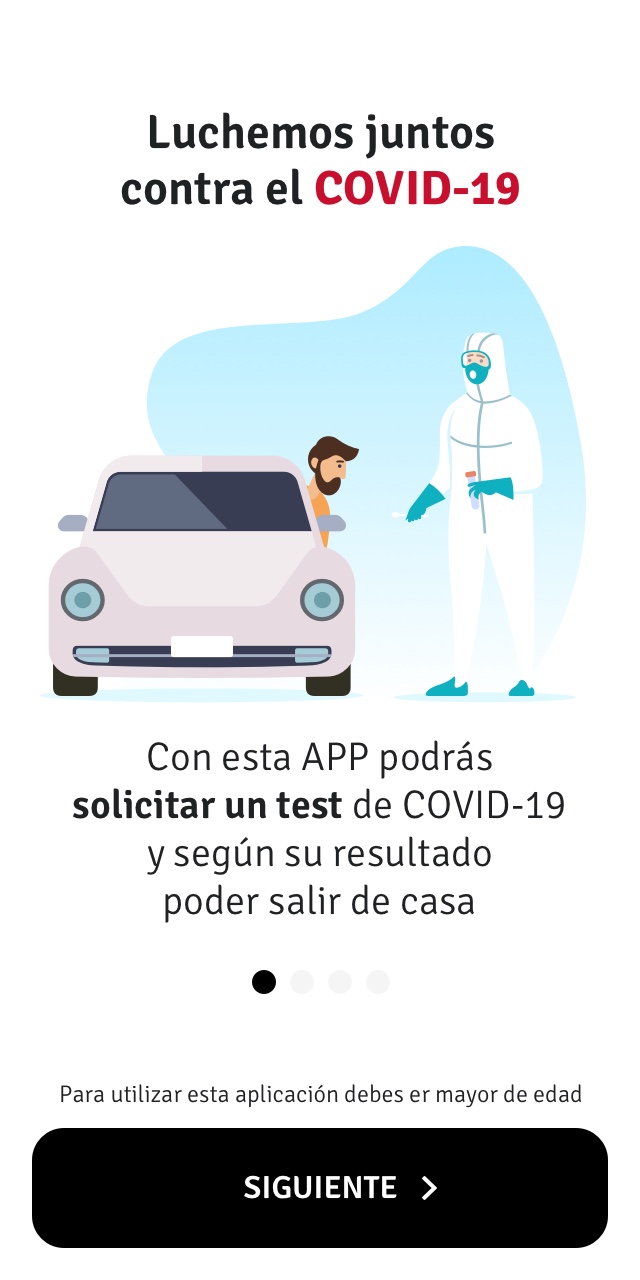 Luchemos juntos
contra el COVID-19
Con esta APP podrás
solicitar un test de COVID-19
y según su resultado
poder salir de casa
Para utilizar esta aplicación debes er mayor de edad
SIGUIENTE